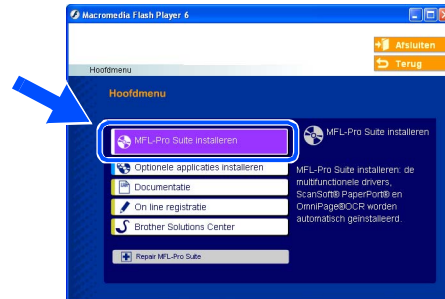 Macromedia Flash Player 6
Afsluiten
Terug
Hoofdmenu
Hoofdmenu
MFL-Pro Suite installeren
Optionele applicaties installeren
Documentatie
On line registratie
Brother Solutions Center
Repair MFL-Pro Suite
MFL-Pro Suite installeren
MFL-Pro Suite installeren: de
multifunctionele drivers,
ScanSoft® PaperPort® en
OmniPage®OCR worden
automatisch geïnstalleerd.